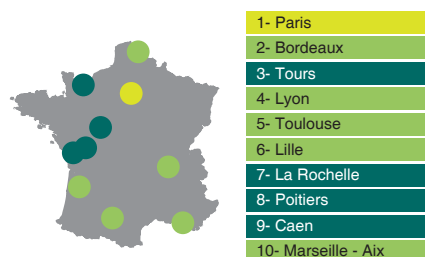 1- Paris
2- Bordeaux
3- Tours
4- Lyon
5- Toulouse
6- Lille
7- La Rochelle
8- Poitiers
9- Caen
10- Marseille - Aix